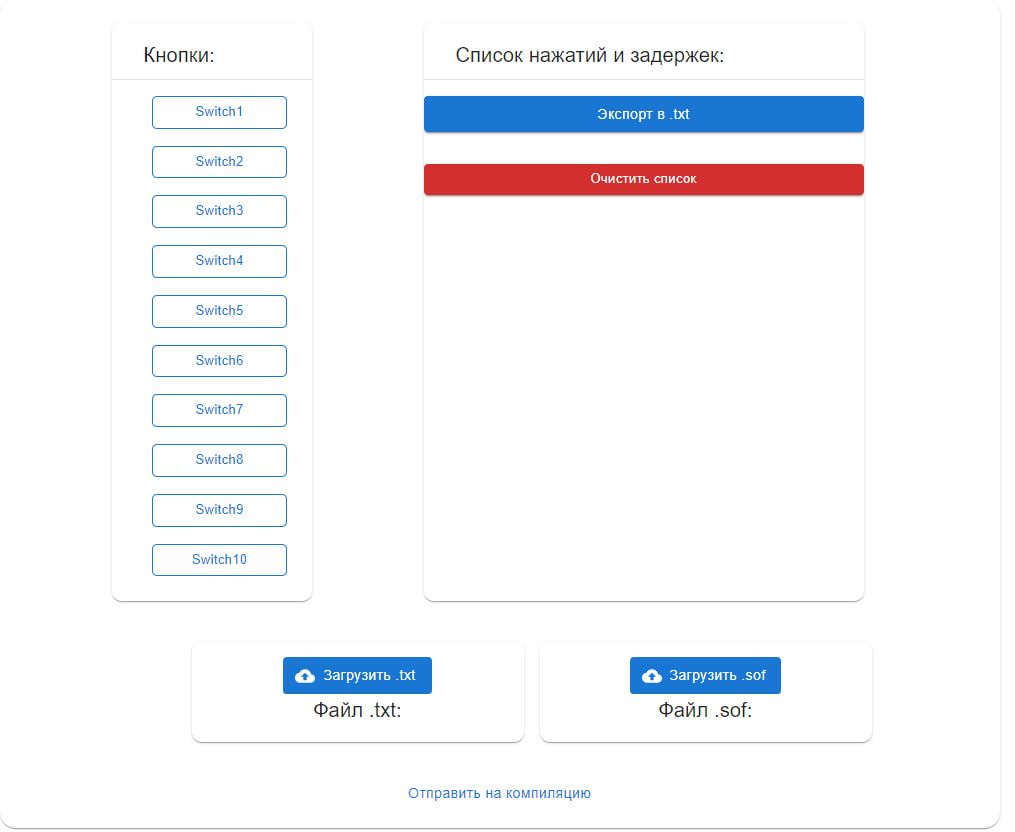 Кнопки:
Switch1
Switch2
Switch3
Switch4
Switch5
Switch6
Switch7
Switch8
Switch9
Switch10
Список нажатий и задержек:
Экспорт в .txt
Очистить список
Загрузить .txt
Файл .txt:
Загрузить .sof
Файл .sof:
Отправить на компиляцию